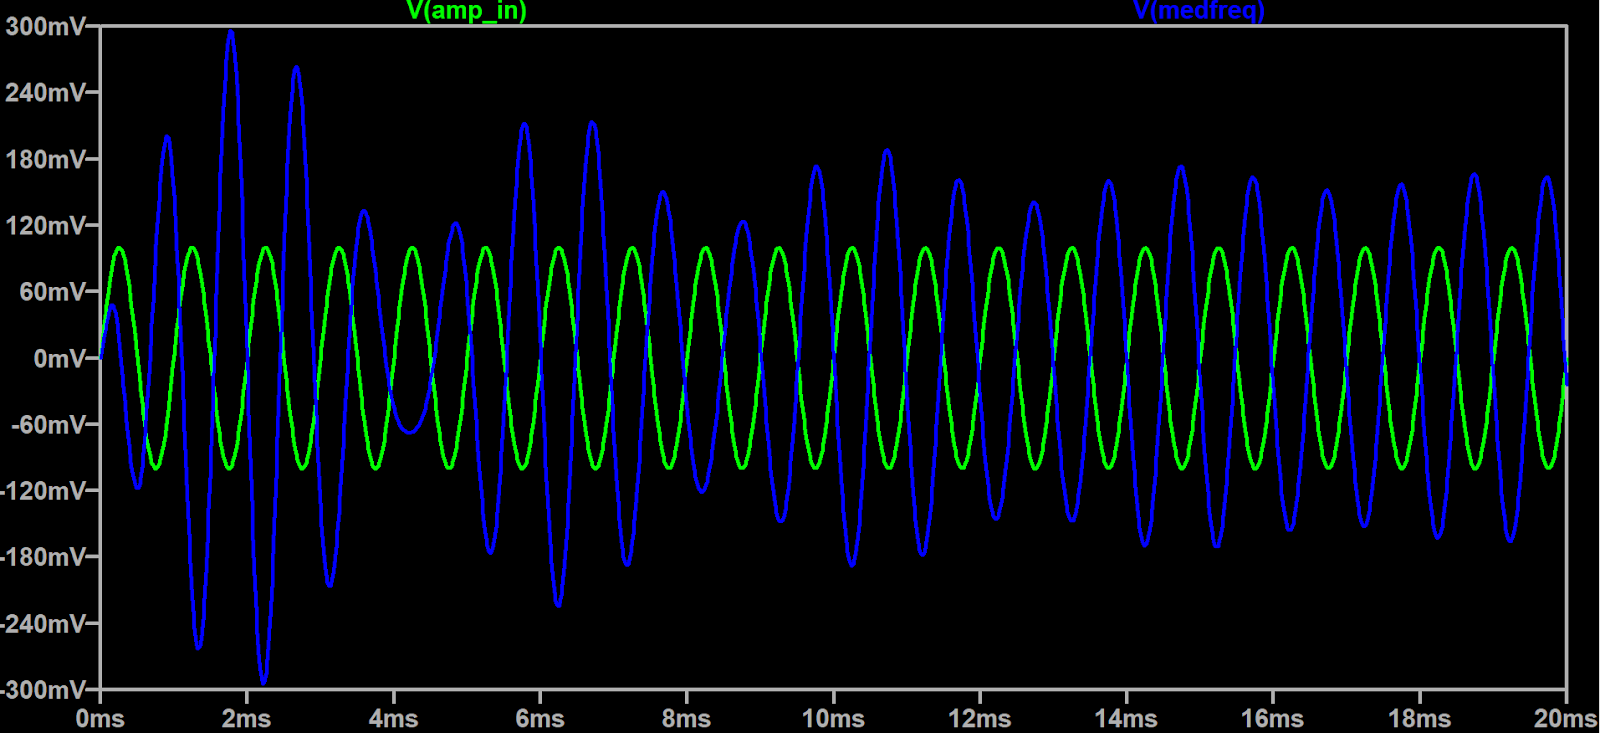 V(amp_in) V(medfreq)
300mV
240mV
180mV
120mV
60mV
0mV
-60mV
-120mV
-180mV
-240mV
-300mV
0ms 2ms 4ms 6ms 8ms 10ms 12ms 14ms 16ms 18ms 20ms